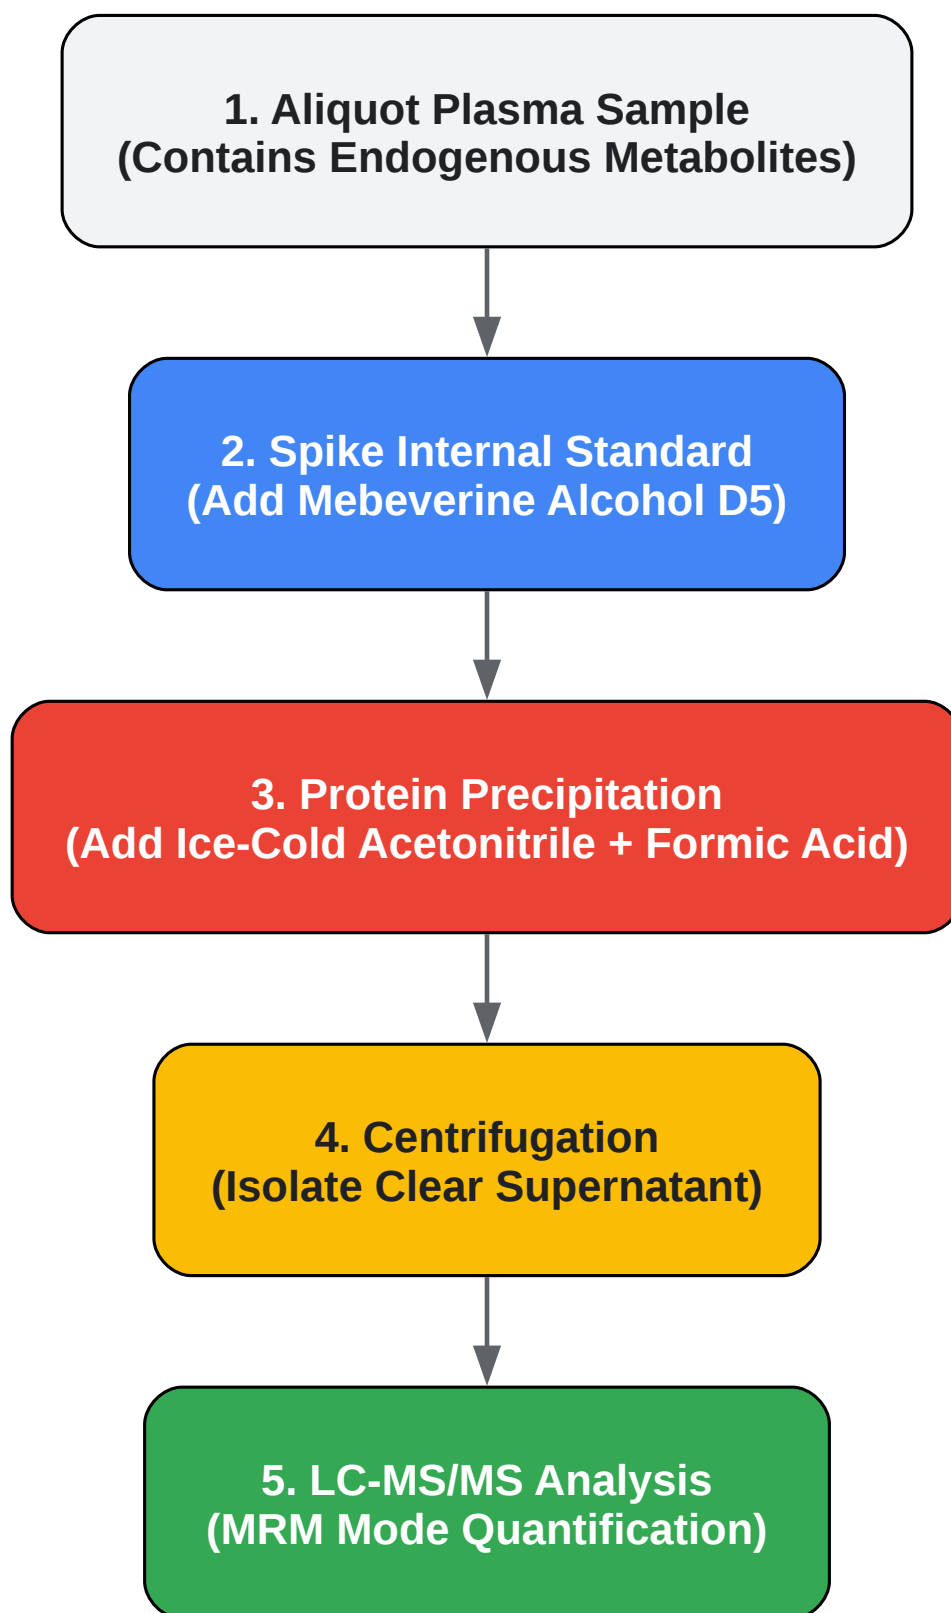 1. Aliquot Plasma Sample
(Contains Endogenous Metabolites)
2. Spike Internal Standard
(Add Mebeverine Alcohol D5)
3. Protein Precipitation
(Add Ice-Cold Acetonitrile + Formic Acid)
4. Centrifugation
(Isolate Clear Supernatant)
5. LC-MS/MS Analysis
(MRM Mode Quantification)